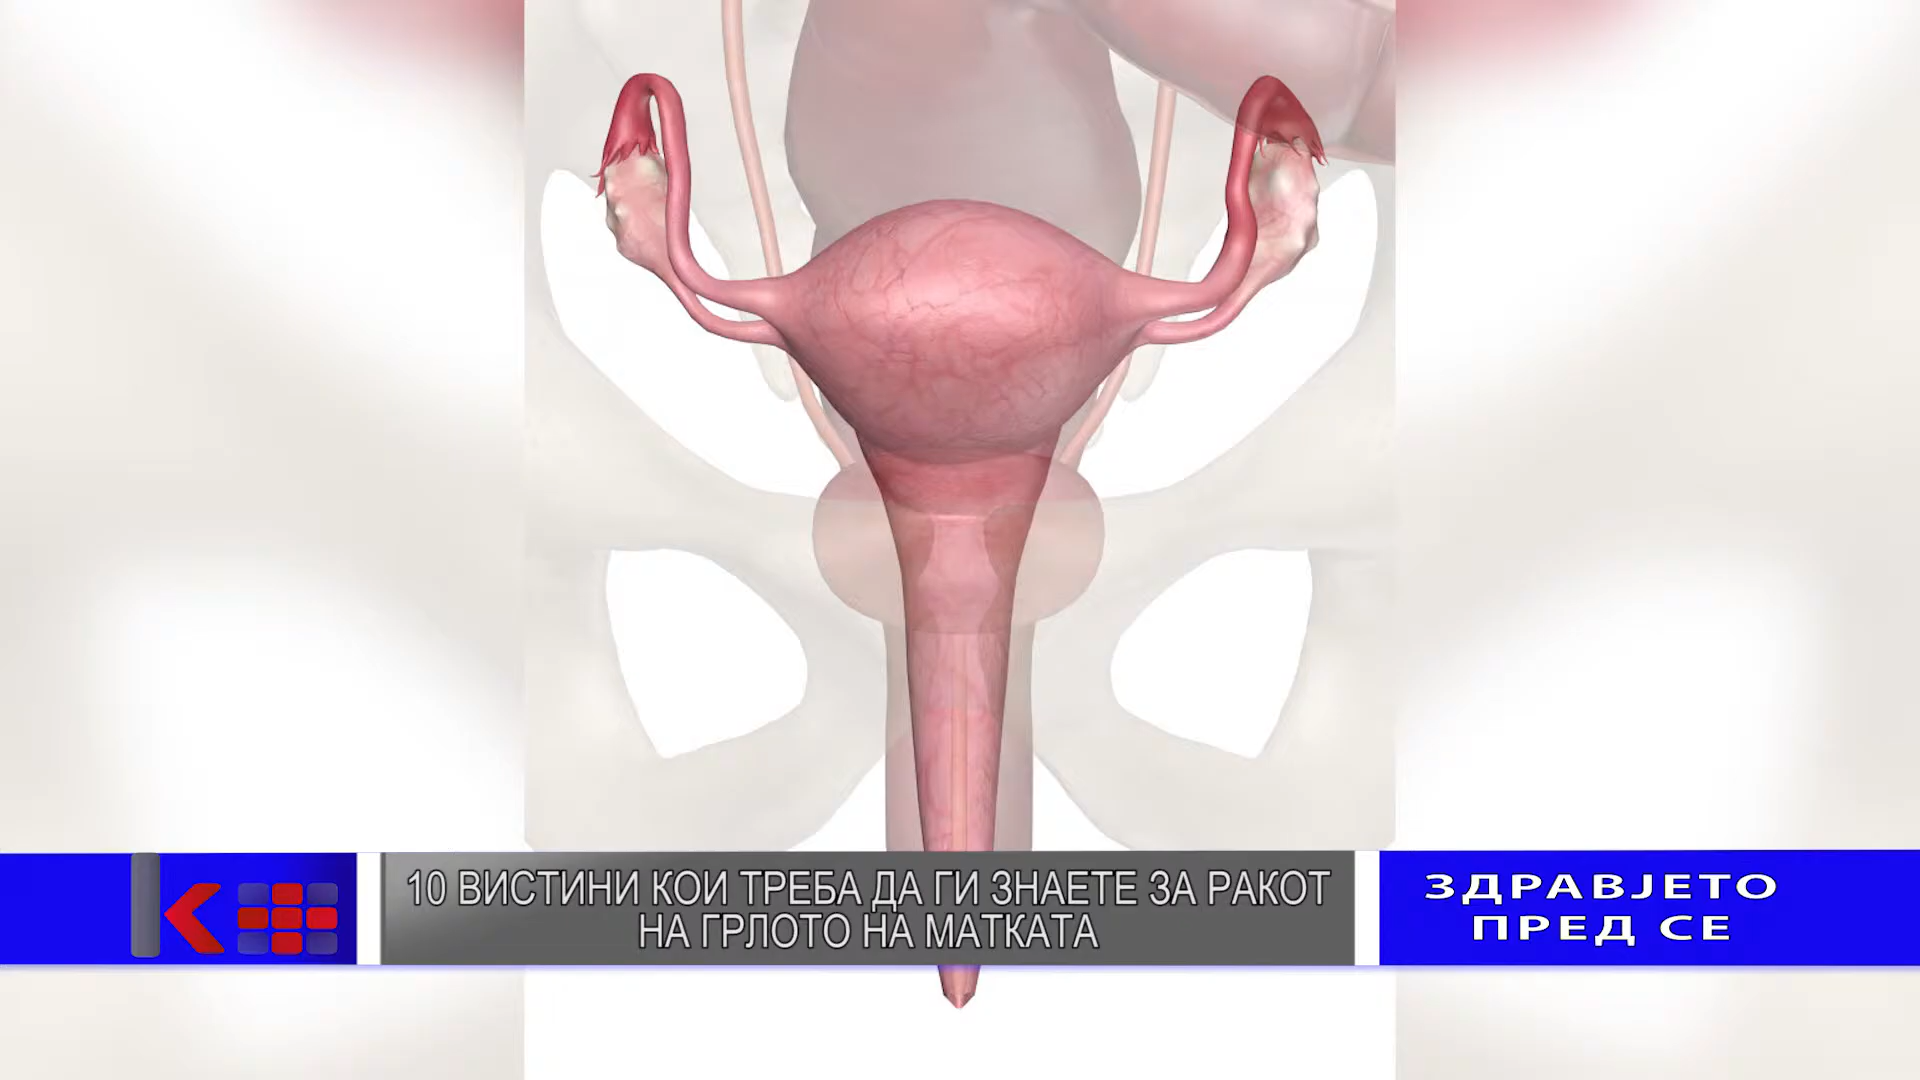 10 ВИСТИНИ КОИ ТРЕБА ДА ГИ ЗНАЕТЕ ЗА РАКОТ
НА ГРЛОТО НА МАТКАТА
ЗДРАВЈЕТО
ПРЕД СЕ
K